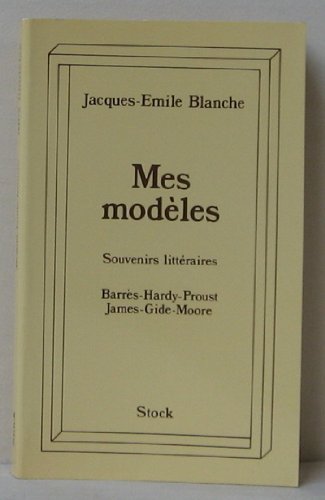 Jacques-Emile Blanche
Mes
modèles
Souvenirs littéraires
Barrès-Hardy-Proust
James-Gide-Moore
Stock